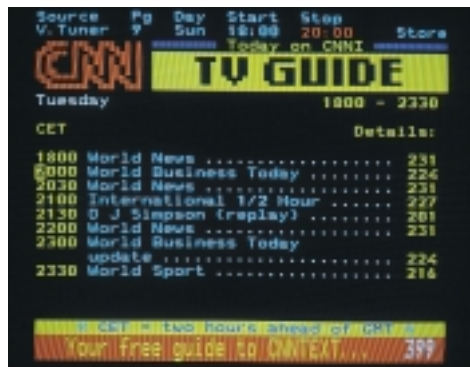 Source Pg Day Start Stop
V.Tuner 9 Sun 18:00 20:00 Store
Today on CNNI
CNN TV GUIDE
Tuesday 1800 - 2330
CET Details:
1800 World News .................... 231
000 World Business Today ........... 224
2030 World News .................... 231
2100 International 1/2 Hour ........ 227
2130 O J Simpson (replay) .......... 201
2200 World News .................... 231
2300 World Business Today
update ................... 224
2330 World Sport ................... 216
CET = two hours ahead of GMT
Your free guide to CNNTEXT... 399